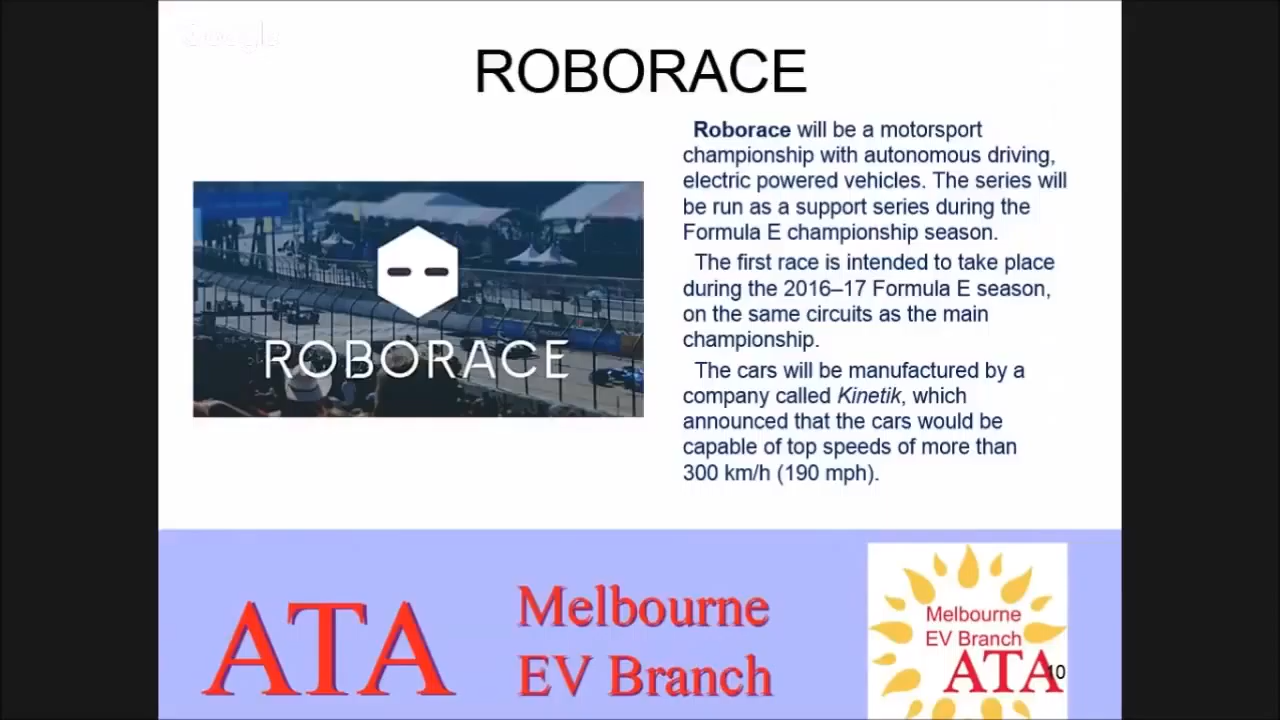 Google
ROBORACE
Roborace will be a motorsport
championship with autonomous driving,
electric powered vehicles. The series will
be run as a support series during the
Formula E championship season.
The first race is intended to take place
during the 2016–17 Formula E season,
on the same circuits as the main
championship.
The cars will be manufactured by a
company called Kinetik, which
announced that the cars would be
capable of top speeds of more than
300 km/h (190 mph).
ROBORACE
ATA
Melbourne
EV Branch
Melbourne
EV Branch
ATA
10